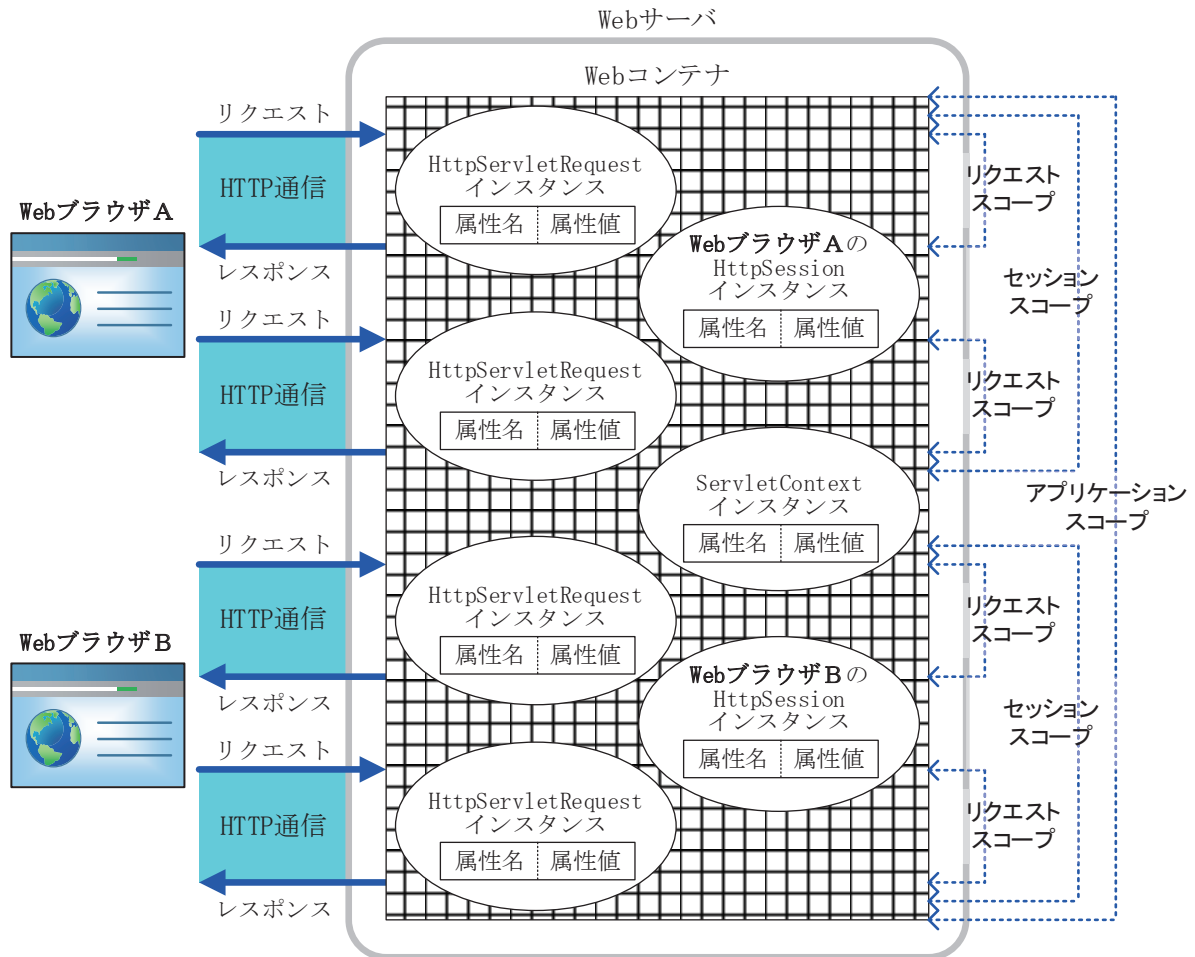 Webサーバ
Webコンテナ
リクエスト
HTTP通信
レスポンス
WebブラウザA
リクエスト
HTTP通信
レスポンス
リクエスト
HTTP通信
レスポンス
WebブラウザB
リクエスト
HTTP通信
レスポンス
HttpServletRequest
インスタンス
属性名 属性値
WebブラウザAの
HttpSession
インスタンス
属性名 属性値
HttpServletRequest
インスタンス
属性名 属性値
ServletContext
インスタンス
属性名 属性値
HttpServletRequest
インスタンス
属性名 属性値
WebブラウザBの
HttpSession
インスタンス
属性名 属性値
HttpServletRequest
インスタンス
属性名 属性値
リクエスト
スコープ
セッション
スコープ
リクエスト
スコープ
アプリケーション
スコープ
リクエスト
スコープ
セッション
スコープ
リクエスト
スコープ